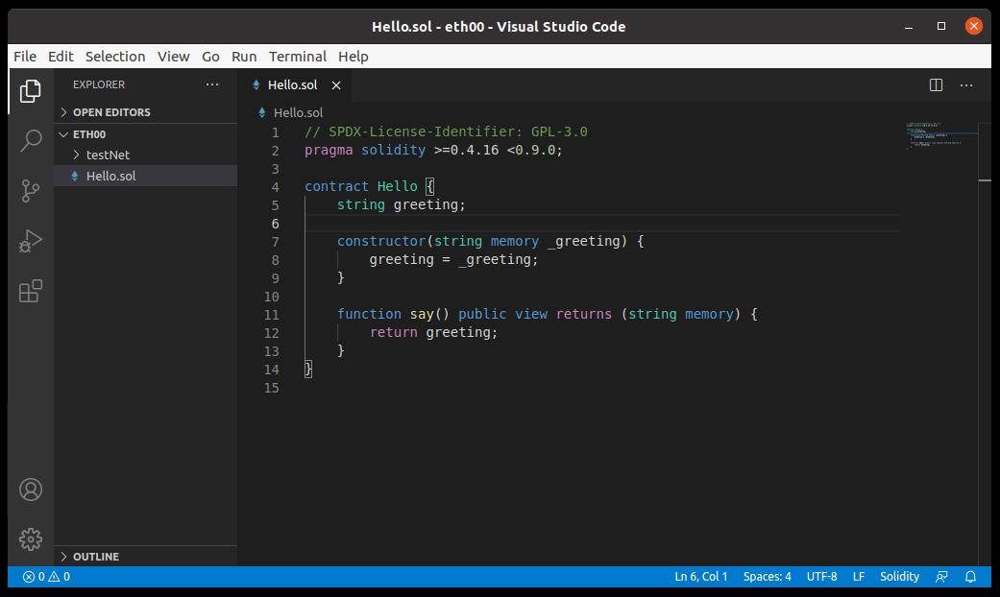 Hello.sol - eth00 - Visual Studio Code
File Edit Selection View Go Run Terminal Help
EXPLORER
OPEN EDITORS
ETH00
testNet
Hello.sol
OUTLINE
Hello.sol
Hello.sol
1 // SPDX-License-Identifier: GPL-3.0
2 pragma solidity >=0.4.16 <0.9.0;
3
4 contract Hello {
5     string greeting;
6
7     constructor(string memory _greeting) {
8         greeting = _greeting;
9     }
10
11     function say() public view returns (string memory) {
12         return greeting;
13     }
14 }
15
0 0 Ln 6, Col 1 Spaces: 4 UTF-8 LF Solidity